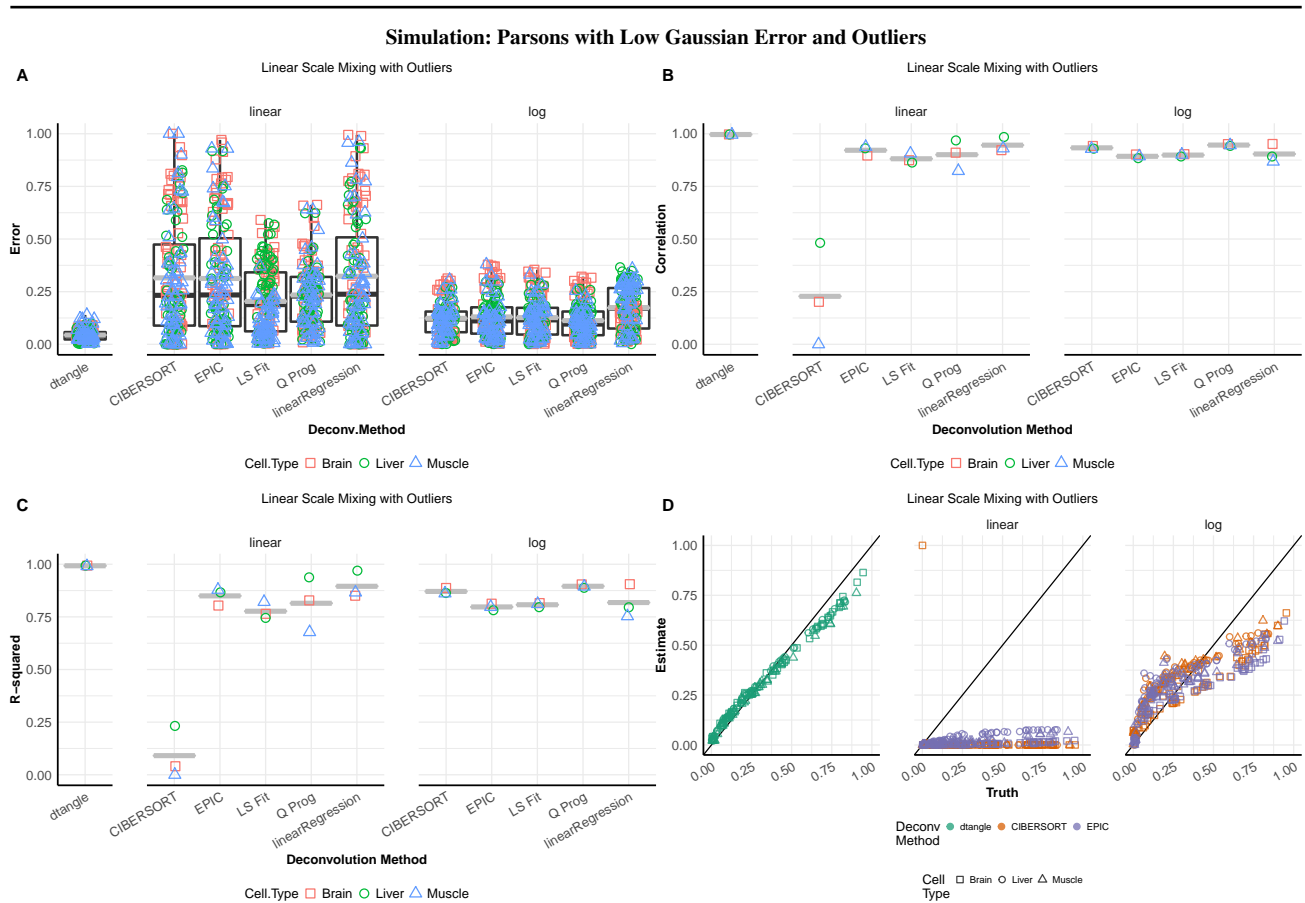 Simulation: Parsons with Low Gaussian Error and Outliers
A
Linear Scale Mixing with Outliers
linear
log
1.00
0.75
0.50
0.25
0.00
Error
dtangle
CIBERSORT
EPIC
LS Fit
Q Prog
linearRegression
CIBERSORT
EPIC
LS Fit
Q Prog
linearRegression
Deconv.Method
Cell.Type Brain Liver Muscle
B
Linear Scale Mixing with Outliers
linear
log
1.00
0.75
0.50
0.25
0.00
Correlation
dtangle
CIBERSORT
EPIC
LS Fit
Q Prog
linearRegression
CIBERSORT
EPIC
LS Fit
Q Prog
linearRegression
Deconvolution Method
Cell.Type Brain Liver Muscle
C
Linear Scale Mixing with Outliers
linear
log
1.00
0.75
0.50
0.25
0.00
R−squared
dtangle
CIBERSORT
EPIC
LS Fit
Q Prog
linearRegression
CIBERSORT
EPIC
LS Fit
Q Prog
linearRegression
Deconvolution Method
Cell.Type Brain Liver Muscle
D
Linear Scale Mixing with Outliers
linear
log
1.00
0.75
0.50
0.25
0.00
Estimate
0.00
0.25
0.50
0.75
1.00
0.00
0.25
0.50
0.75
1.00
0.00
0.25
0.50
0.75
1.00
Truth
Deconv
Method
dtangle CIBERSORT EPIC
Cell
Type
Brain Liver Muscle